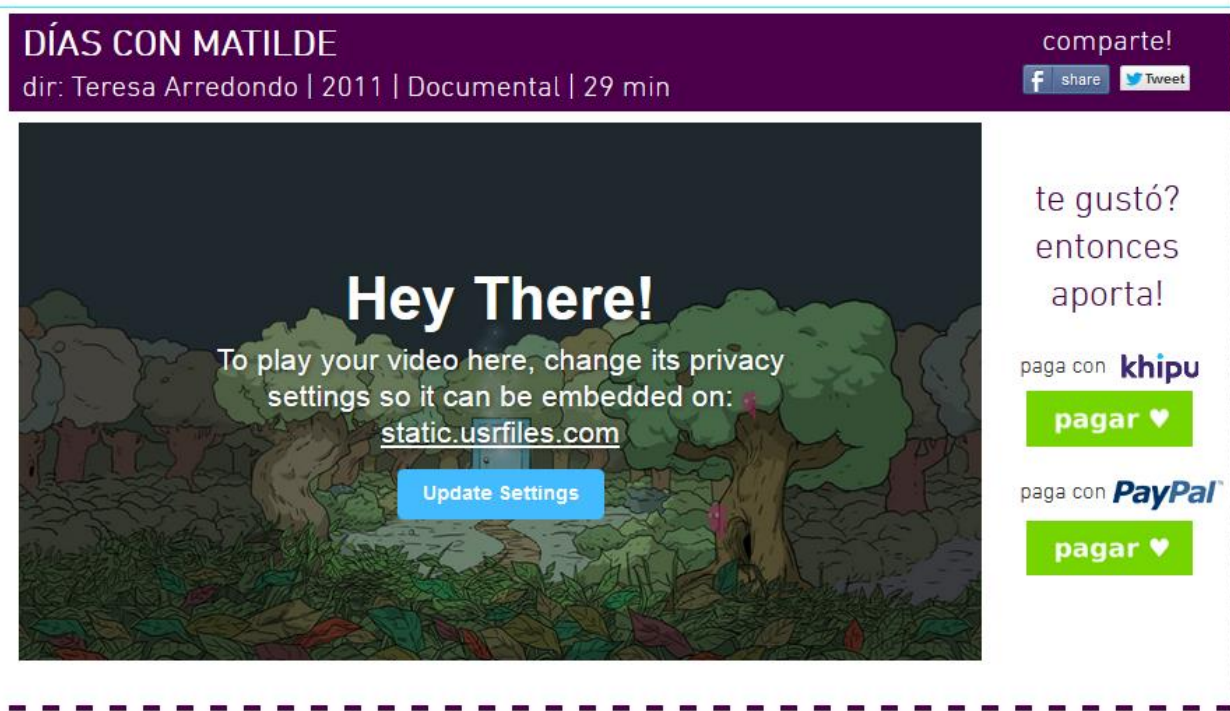 DÍAS CON MATILDE
dir: Teresa Arredondo | 2011 | Documental | 29 min
comparte!
f share
Tweet
Hey There!
To play your video here, change its privacy
settings so it can be embedded on:
static.usrfiles.com
Update Settings
te gustó?
entonces
aporta!
paga con khipu
pagar ♥
paga con PayPal™
pagar ♥